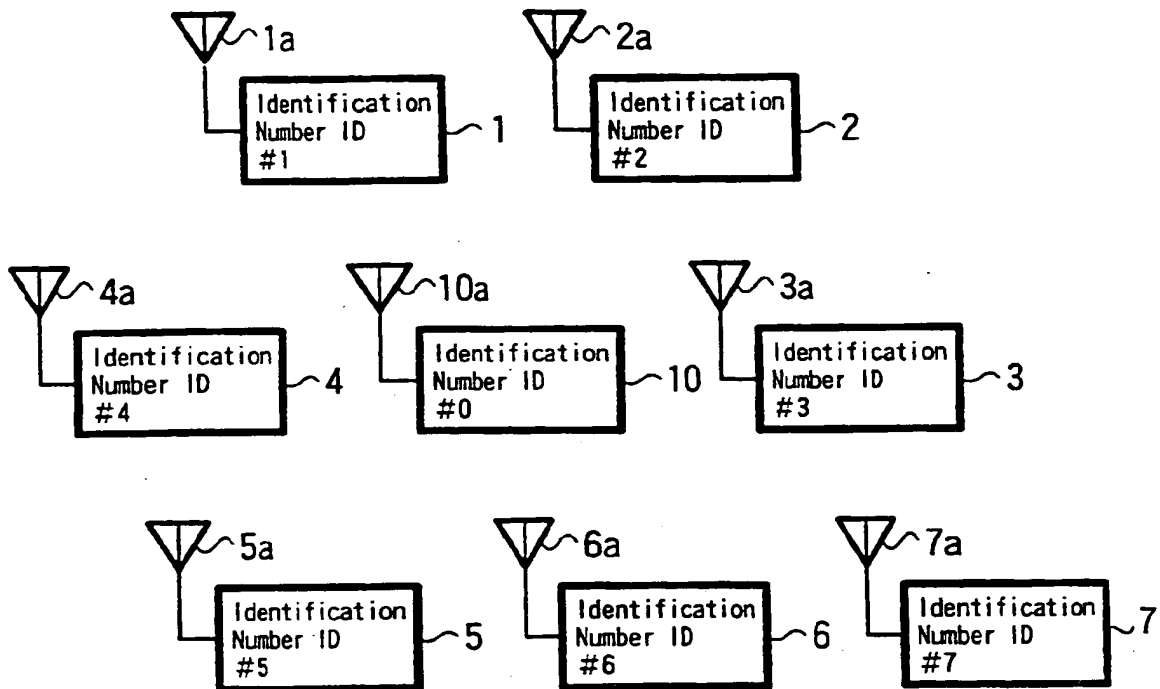 1a
2a
Identification
Number ID
#1
1
Identification
Number ID
#2
2
4a
10a
3a
Identification
Number ID
#4
4
Identification
Number ID
#0
10
Identification
Number ID
#3
3
5a
6a
7a
Identification
Number ID
#5
5
Identification
Number ID
#6
6
Identification
Number ID
#7
7